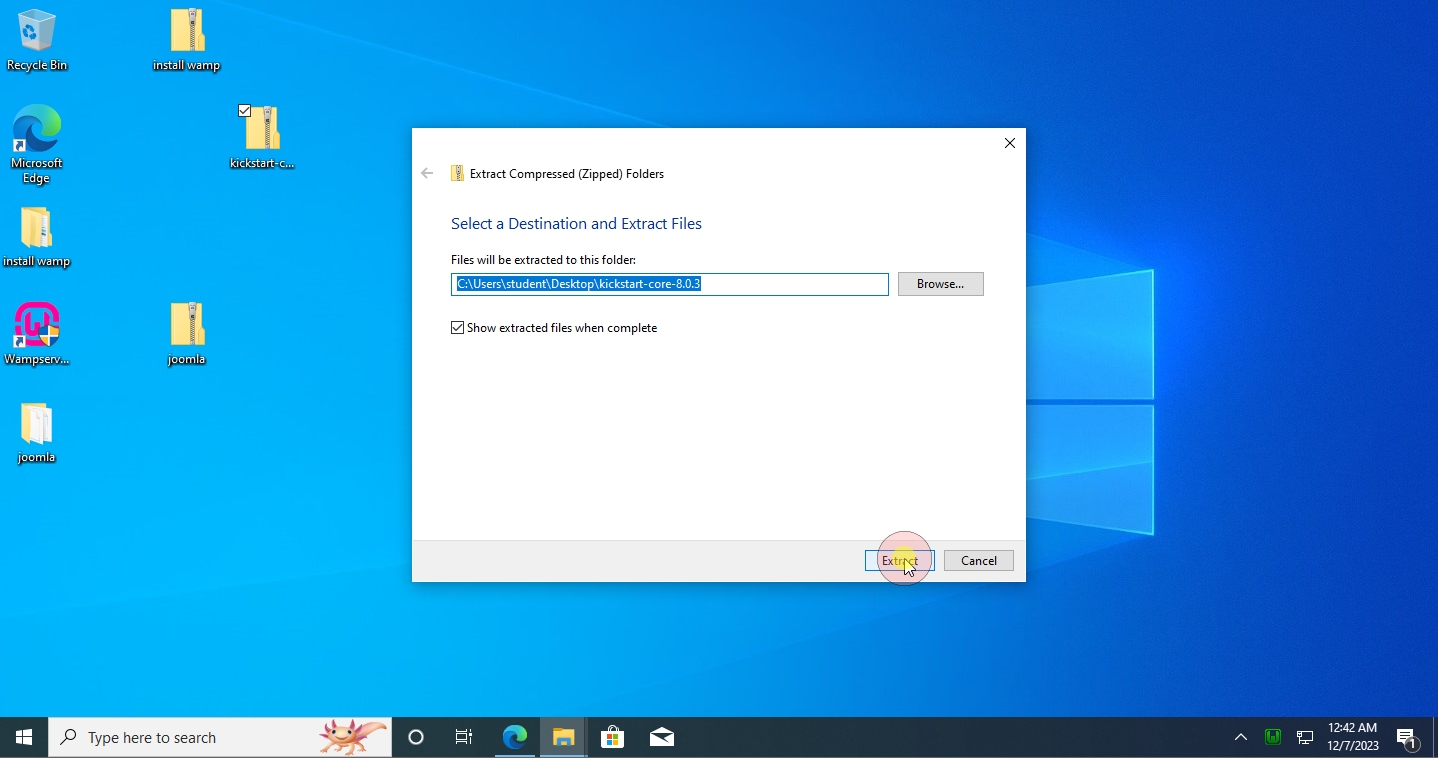 Recycle Bin
install wamp
kickstart-c...
Microsoft
Edge
install wamp
Wampserv...
joomla
joomla
Extract Compressed (Zipped) Folders
Select a Destination and Extract Files
Files will be extracted to this folder:
C:\Users\student\Desktop\kickstart-core-8.0.3
Browse...
Show extracted files when complete
Extract
Cancel
Type here to search
12:42 AM
12/7/2023
1